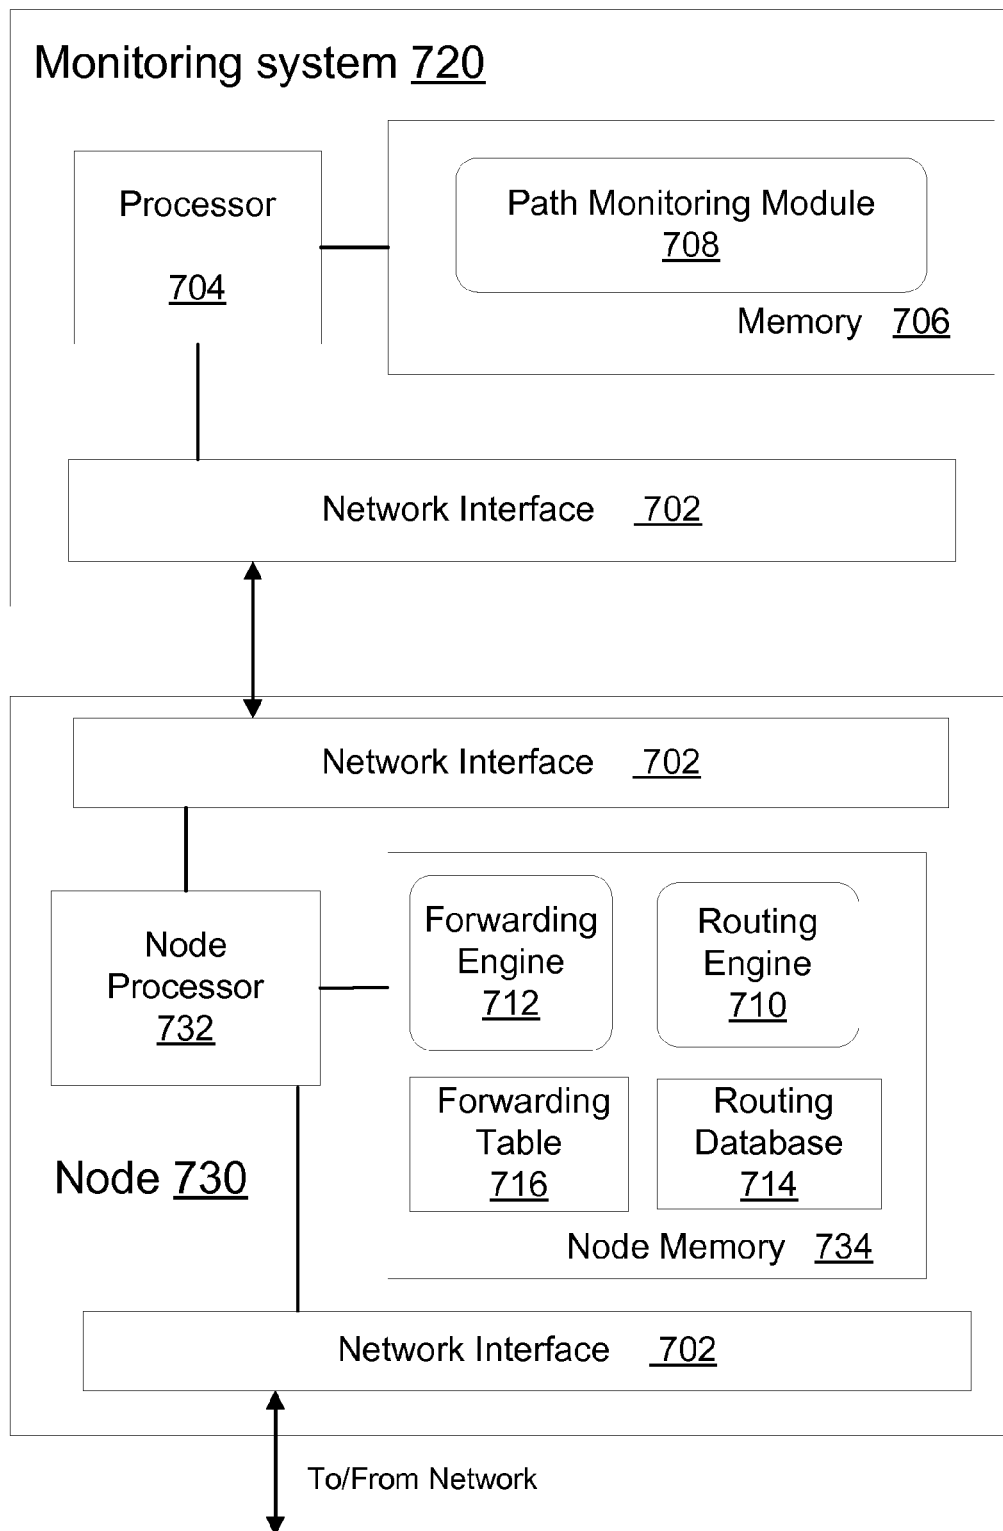 Monitoring system 720
Processor
704
Path Monitoring Module
708
Memory 706
Network Interface 702
Network Interface 702
Node
Processor
732
Forwarding
Engine
712
Routing
Engine
710
Forwarding
Table
716
Routing
Database
714
Node 730
Node Memory 734
Network Interface 702
To/From Network